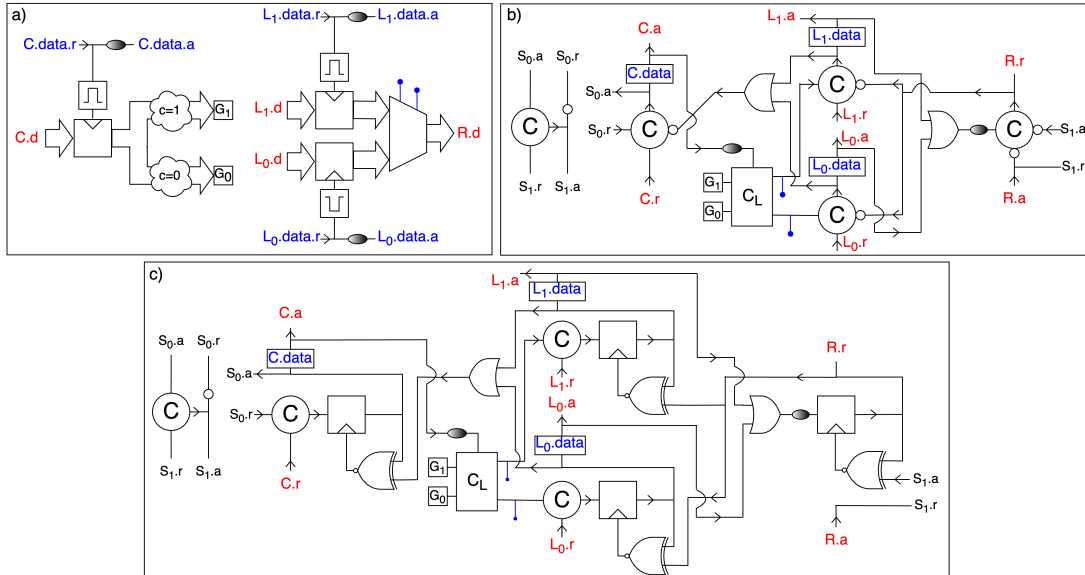 a)
L₁.data.r
L₁.data.a
C.data.r
C.data.a
c=1
G₁
C.d
c=0
G₀
L₁.d
L₀.d
R.d
L₀.data.r
L₀.data.a
b)
L₁.a
C.a
L₁.data
S₀.a
S₀.r
C.data
R.r
S₀.a
C
S₀.r
C
C
L₁.r
L₀.a
C
S₁.a
L₀.data
S₁.r
S₁.a
C.r
G₁
G₀
C_L
C
L₀.r
S₁.r
R.a
c)
L₁.a
L₁.data
C.a
S₀.a
S₀.r
C.data
S₀.a
C
L₁.r
R.r
L₀.a
C
S₀.r
C
L₀.data
S₁.r
S₁.a
C.r
G₁
G₀
C_L
C
L₀.r
S₁.a
S₁.r
R.a